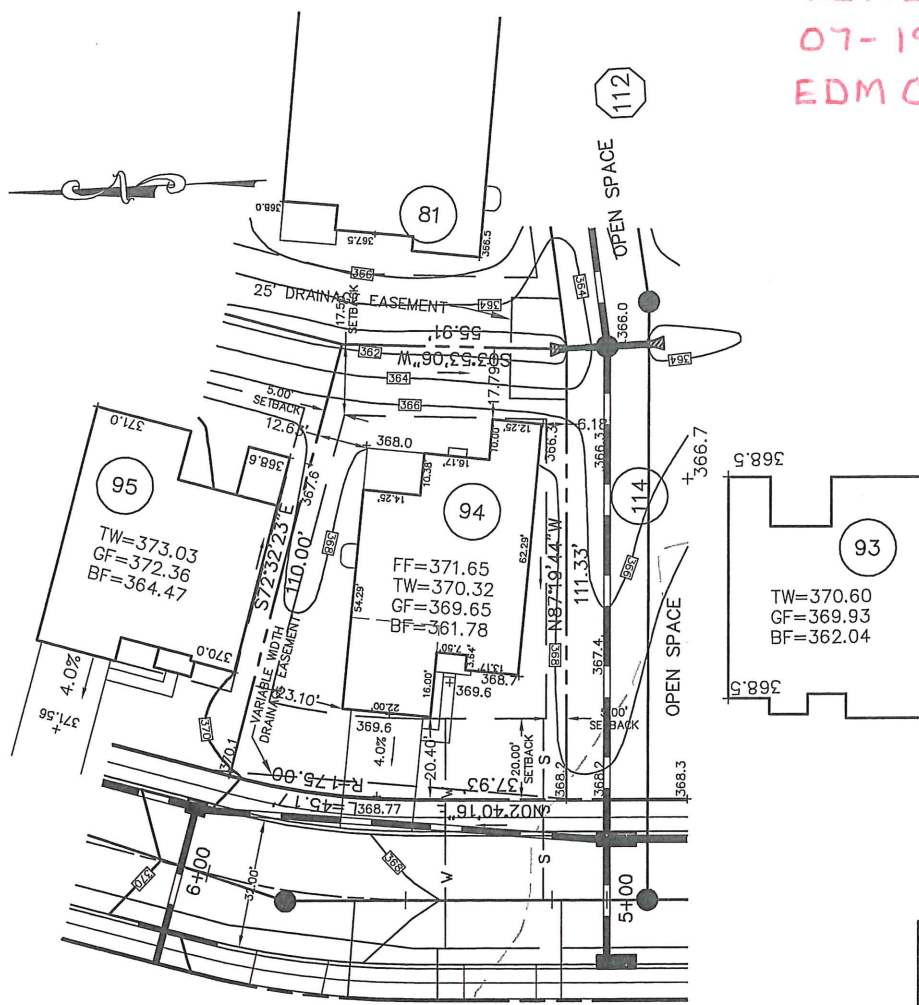 07-19
EDM C
112
OPEN SPACE
N
368.0
81
367.5
366.5
366
364
25' DRAINAGE EASEMENT
364
366.0
17.50'
SETBACK
55.91'
S03°53'06"W
362
364
364
17.79'
366
5.00'
SETBACK
12.25'
6.18
12.65'
368.0
10.00'
366.3
366.3
366.7
371.0
368.6
367.6
16.17'
10.38'
14.25'
368.5
95
94
114
93
TW=373.03
GF=372.36
BF=364.47
S72°32'23"E
110.00'
368
FF=371.65
TW=370.32
GF=369.65
BF=361.78
62.29'
54.29'
N87°19'44"W
111.33'
366
TW=370.60
GF=369.93
BF=362.04
370.0
VARIABLE WIDTH
DRAINAGE EASEMENT
7.50'
3.64'
13.17'
368.7
368
367.4
OPEN SPACE
368.5
4.0%
371.56
23.10'
22.00'
16.00'
369.6
369.6
4.0%
20.40'
20.00'
SETBACK
SETBACK
370
370.1
R=175.00
37.93
368.2
368.2
368.3
L=45.1
368.77
N02°40'16"E
W
S
370
6+00
32.00'
368
W
S
5+00